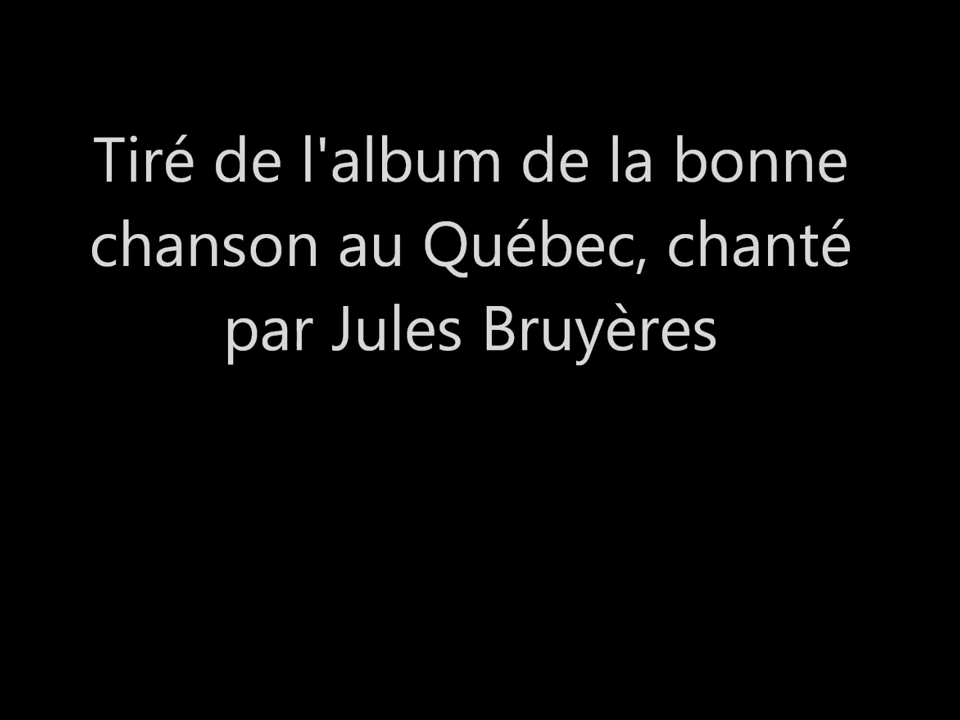 Tiré de l'album de la bonne
chanson au Québec, chanté
par Jules Bruyères